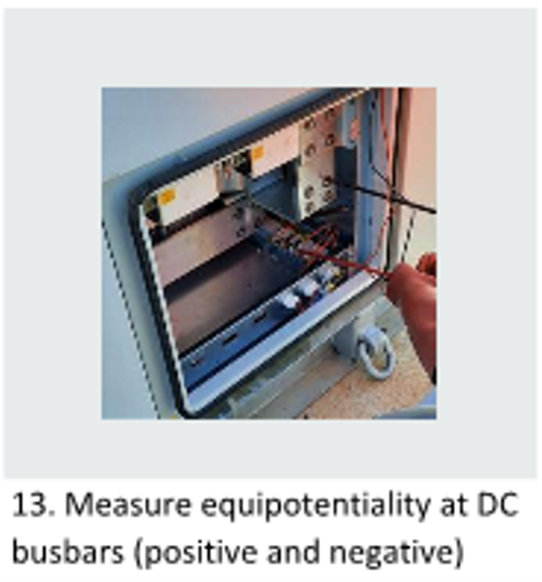 13. Measure equipotentiality at DC
busbars (positive and negative)